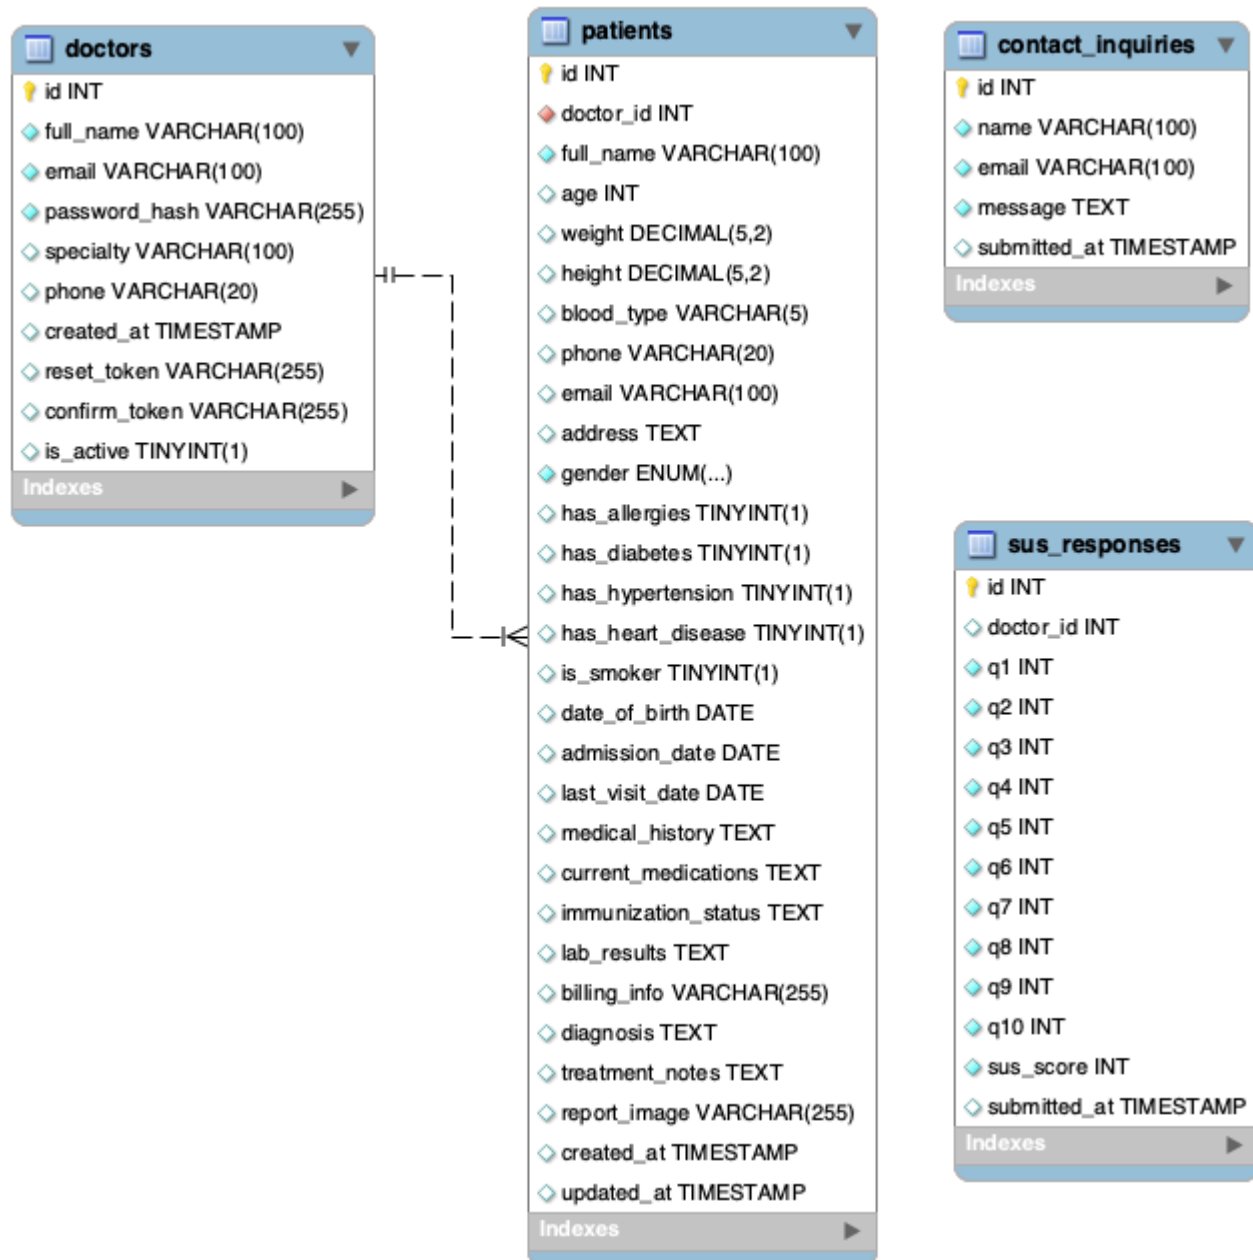 doctors
id INT
full_name VARCHAR(100)
email VARCHAR(100)
password_hash VARCHAR(255)
specialty VARCHAR(100)
phone VARCHAR(20)
created_at TIMESTAMP
reset_token VARCHAR(255)
confirm_token VARCHAR(255)
is_active TINYINT(1)
Indexes
patients
id INT
doctor_id INT
full_name VARCHAR(100)
age INT
weight DECIMAL(5,2)
height DECIMAL(5,2)
blood_type VARCHAR(5)
phone VARCHAR(20)
email VARCHAR(100)
address TEXT
gender ENUM(...)
has_allergies TINYINT(1)
has_diabetes TINYINT(1)
has_hypertension TINYINT(1)
has_heart_disease TINYINT(1)
is_smoker TINYINT(1)
date_of_birth DATE
admission_date DATE
last_visit_date DATE
medical_history TEXT
current_medications TEXT
immunization_status TEXT
lab_results TEXT
billing_info VARCHAR(255)
diagnosis TEXT
treatment_notes TEXT
report_image VARCHAR(255)
created_at TIMESTAMP
updated_at TIMESTAMP
Indexes
contact_inquiries
id INT
name VARCHAR(100)
email VARCHAR(100)
message TEXT
submitted_at TIMESTAMP
Indexes
sus_responses
id INT
doctor_id INT
q1 INT
q2 INT
q3 INT
q4 INT
q5 INT
q6 INT
q7 INT
q8 INT
q9 INT
q10 INT
sus_score INT
submitted_at TIMESTAMP
Indexes